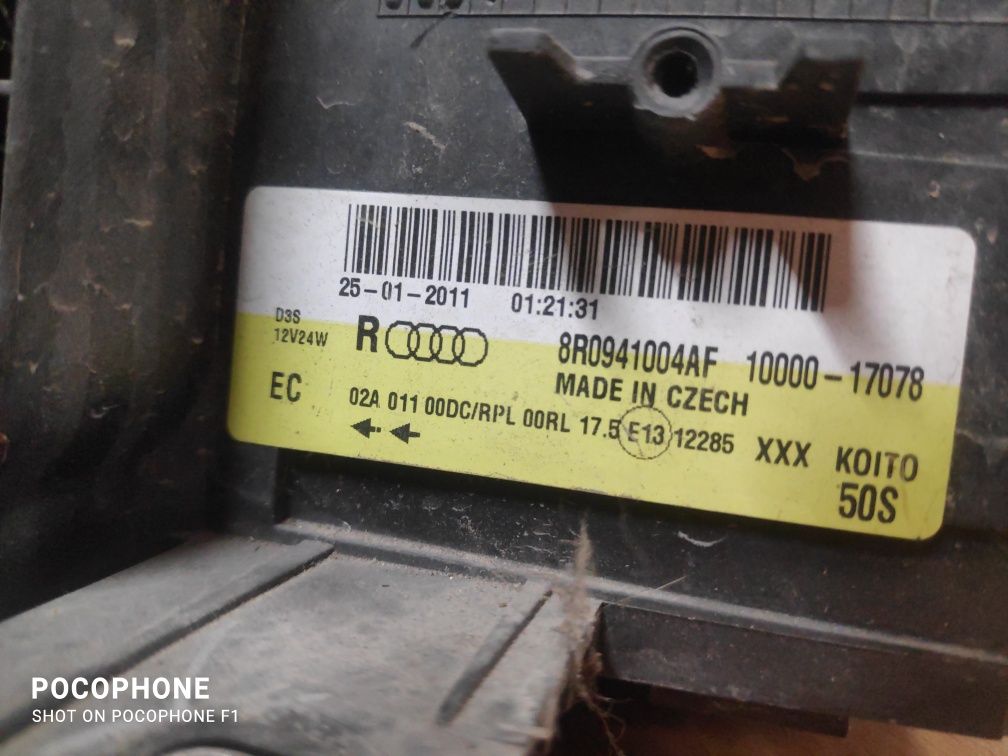 25-01-2011 01:21:31
D3S
12V24W
R 8R0941004AF 10000-17078
MADE IN CZECH
EC 02A 011 00DC/RPL 00RL 17.5 E13 12285 XXX KOITO
50S
POCOPHONE
SHOT ON POCOPHONE F1